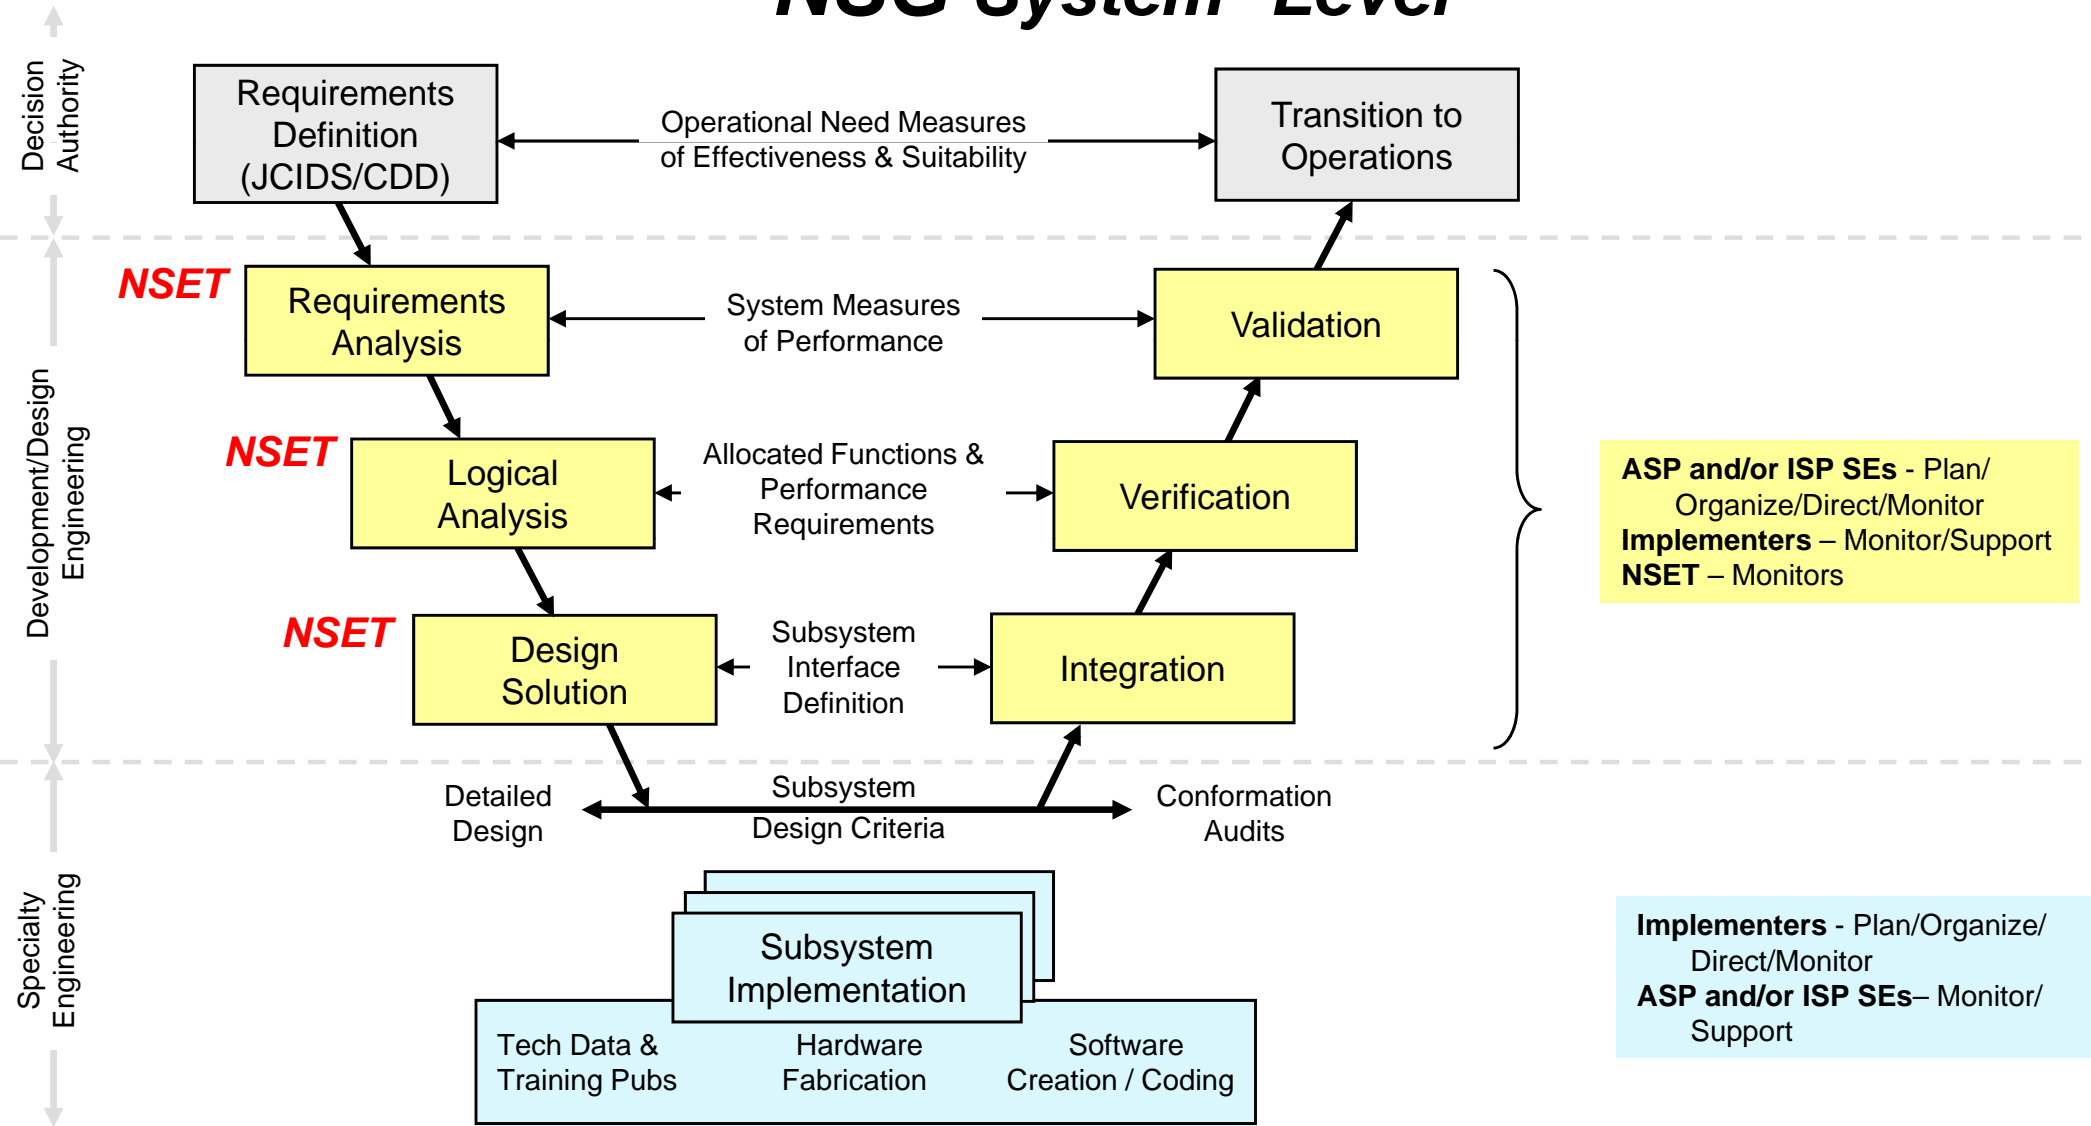 NSG System Level
Decision
Authority
Requirements
Definition
(JCIDS/CDD)
Operational Need Measures
of Effectiveness & Suitability
Transition to
Operations
Development/Design
Engineering
NSET
Requirements
Analysis
System Measures
of Performance
Validation
NSET
Logical
Analysis
Allocated Functions &
Performance
Requirements
Verification
NSET
Design
Solution
Subsystem
Interface
Definition
Integration
ASP and/or ISP SEs - Plan/
Organize/Direct/Monitor
Implementers – Monitor/Support
NSET – Monitors
Specialty
Engineering
Detailed
Design
Subsystem
Design Criteria
Conformation
Audits
Subsystem
Implementation
Tech Data &
Training Pubs
Hardware
Fabrication
Software
Creation / Coding
Implementers - Plan/Organize/
Direct/Monitor
ASP and/or ISP SEs– Monitor/
Support